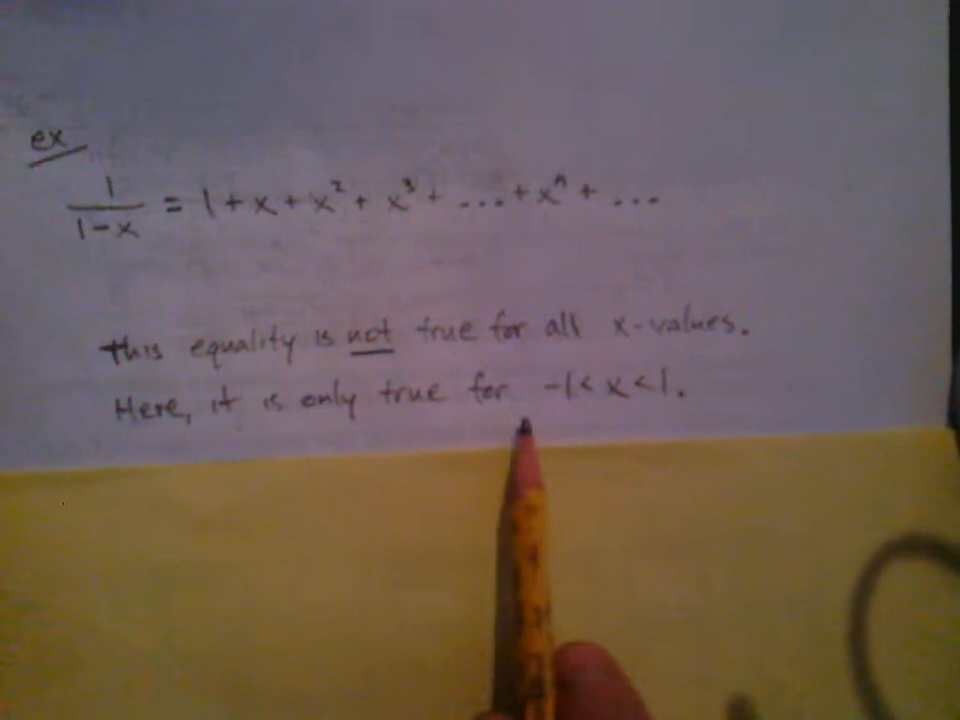 ex
1/(1-x) = 1 + x + x² + x³ + ... + xⁿ + ...
This equality is not true for all x-values.
Here, it is only true for -1 < x < 1.